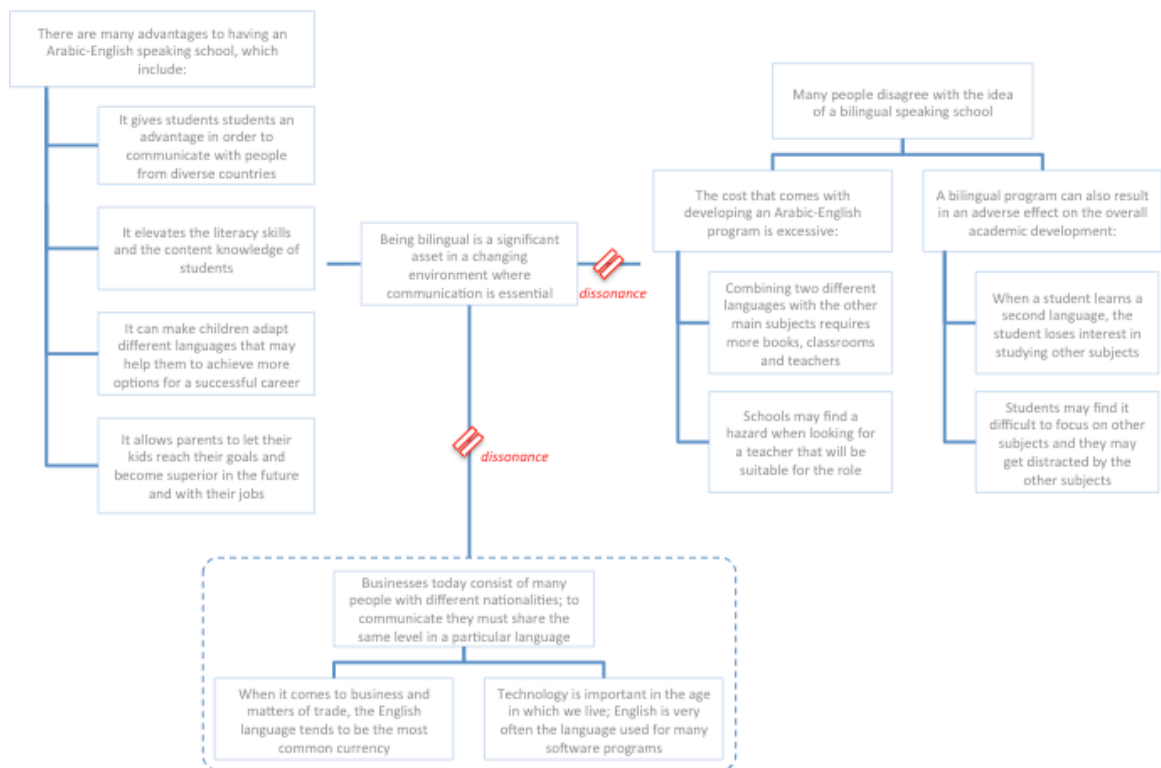 There are many advantages to having an
Arabic-English speaking school, which
include:
It gives students students an
advantage in order to
communicate with people
from diverse countries
It elevates the literacy skills
and the content knowledge of
students
It can make children adapt
different languages that may
help them to achieve more
options for a successful career
It allows parents to let their
kids reach their goals and
become superior in the future
and with their jobs
Being bilingual is a significant
asset in a changing
environment where
communication is essential
dissonance
dissonance
Many people disagree with the idea
of a bilingual speaking school
The cost that comes with
developing an Arabic-English
program is excessive:
Combining two different
languages with the other
main subjects requires
more books, classrooms
and teachers
Schools may find a
hazard when looking for
a teacher that will be
suitable for the role
A bilingual program can also result
in an adverse effect on the overall
academic development:
When a student learns a
second language, the
student loses interest in
studying other subjects
Students may find it
difficult to focus on other
subjects and they may
get distracted by the
other subjects
Businesses today consist of many
people with different nationalities; to
communicate they must share the
same level in a particular language
When it comes to business and
matters of trade, the English
language tends to be the most
common currency
Technology is important in the age
in which we live; English is very
often the language used for many
software programs